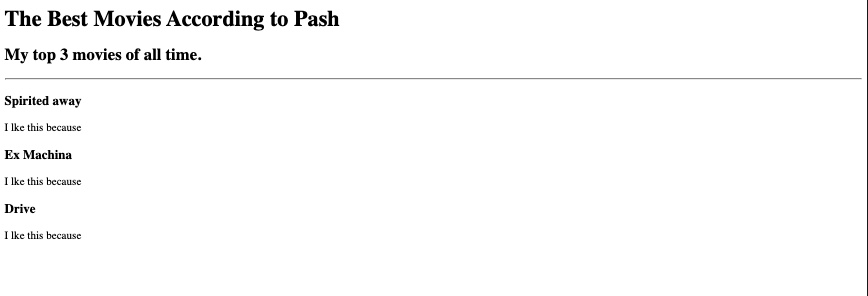 The Best Movies According to Pash
My top 3 movies of all time.
Spirited away
I lke this because
Ex Machina
I lke this because
Drive
I lke this because